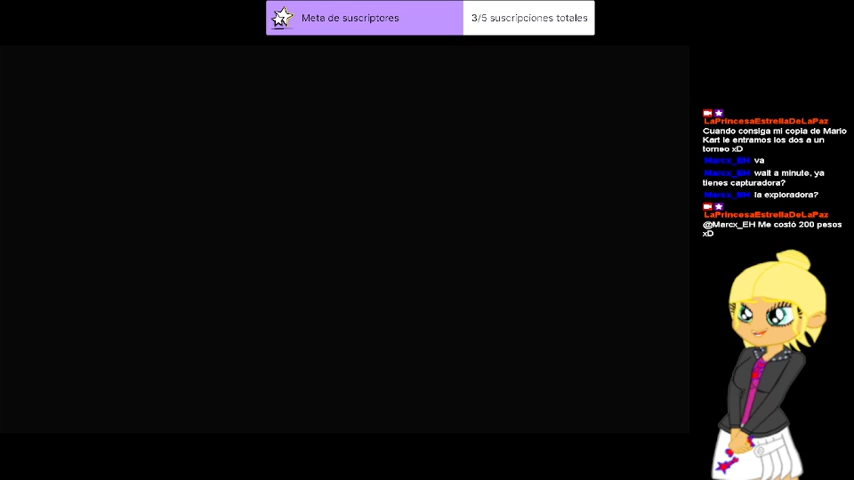 Meta de suscriptores 3/5 suscripciones totales
LaPrincesaEstrellaDeLaPaz
Cuando consiga mi copia de Mario
Kart le entramos los dos a un
torneo xD
Marcx_EH va
Marcx_EH wait a minute, ya
tienes capturadora?
Marcx_EH la exploradora?
LaPrincesaEstrellaDeLaPaz
@Marcx_EH Me costó 200 pesos
xD